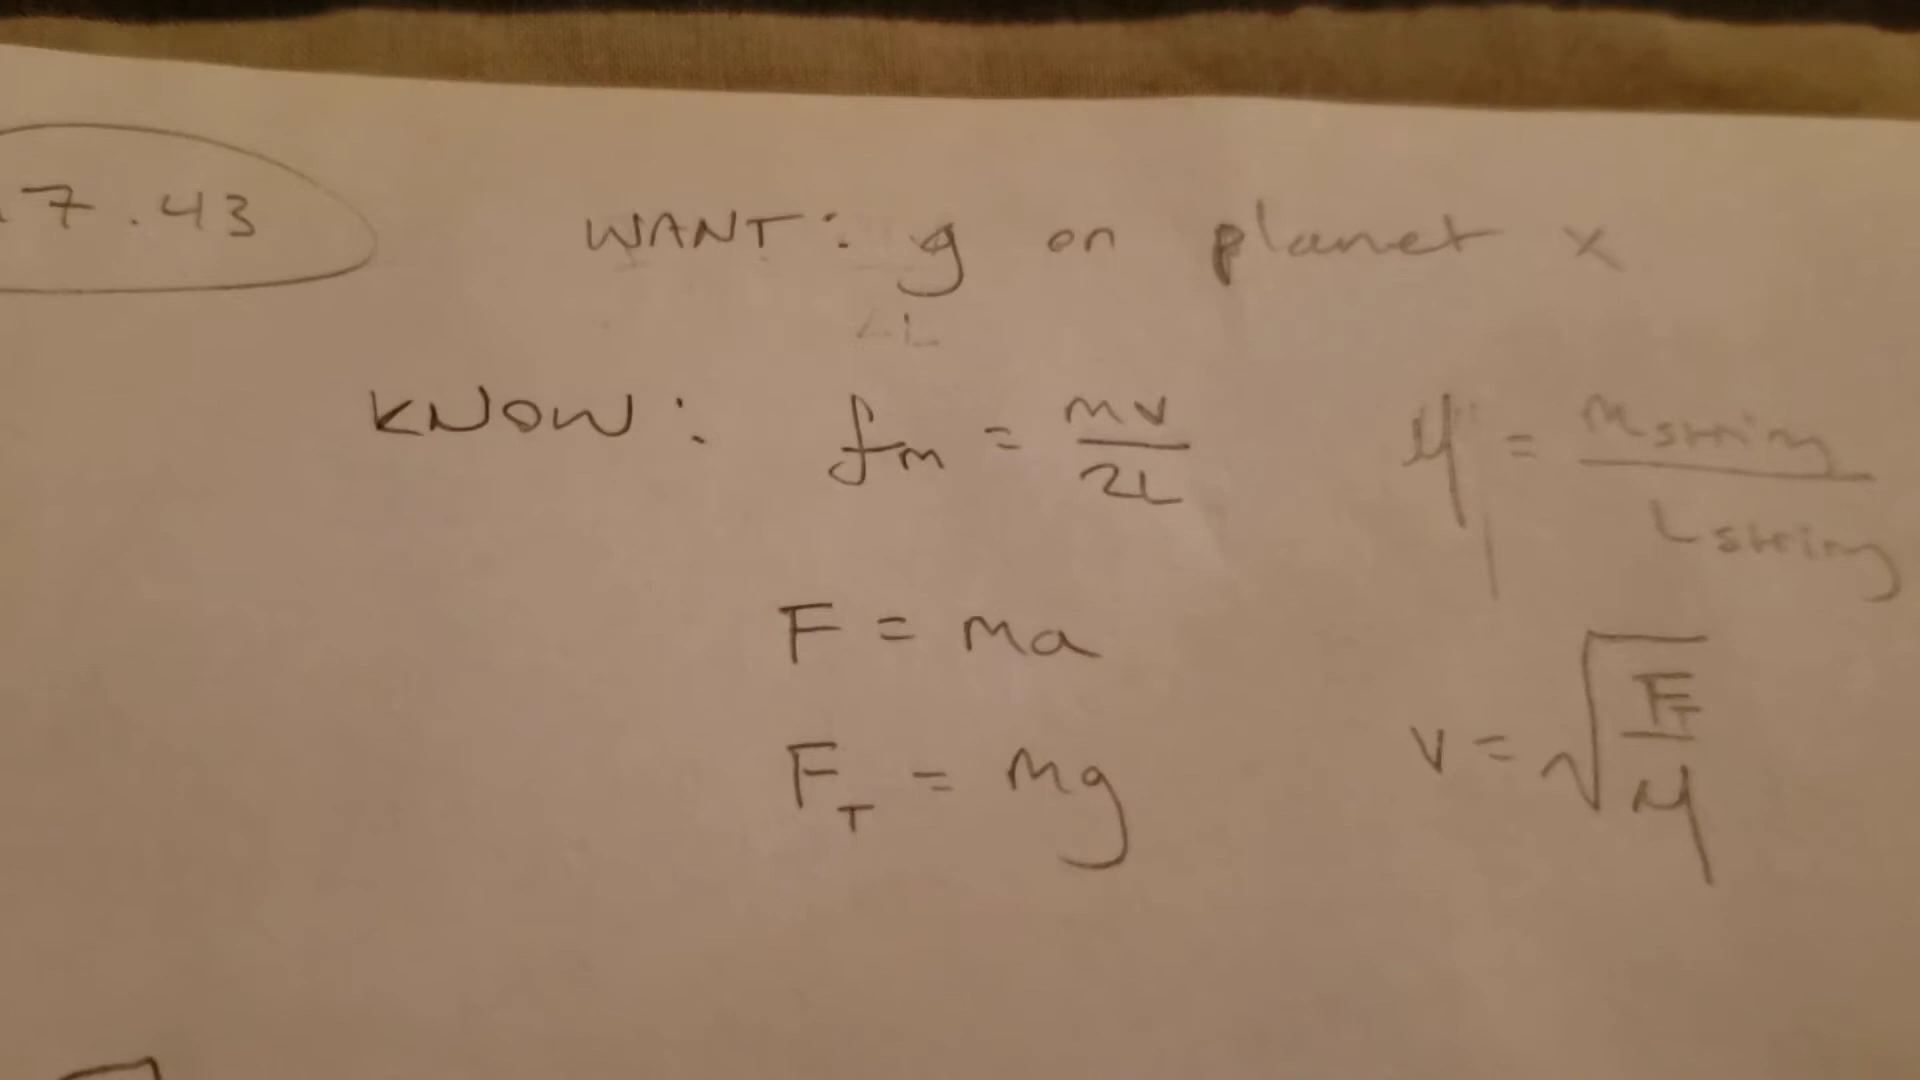 .7.43
WANT: g on planet x
KNOW: fm = mv/2L μ = mstring/Lstring
F = ma
FT = mg v = √(FT/μ)